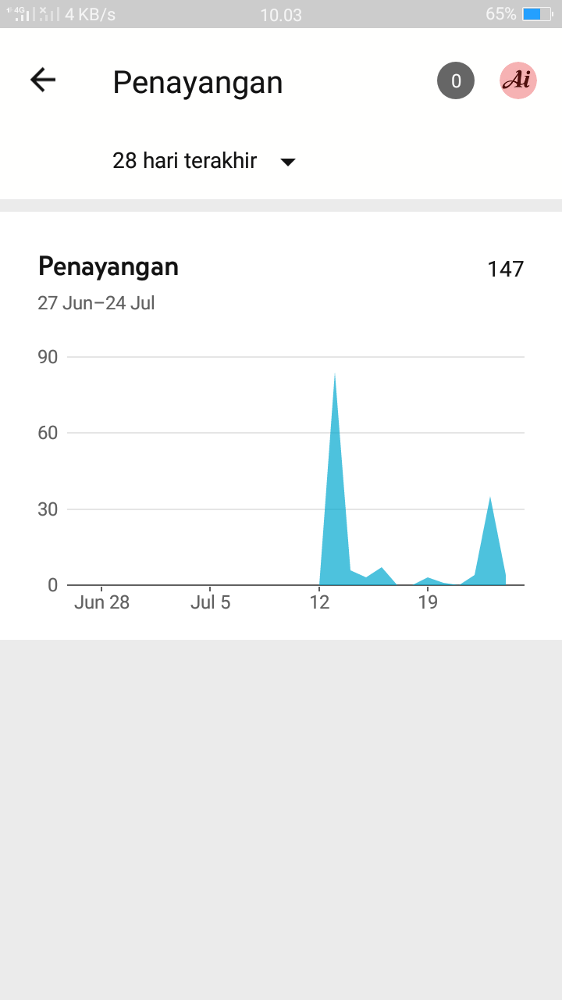 4G 4 KB/s 10.03 65%
Penayangan 0 Ai
28 hari terakhir
Penayangan 147
27 Jun–24 Jul
90
60
30
0
Jun 28 Jul 5 12 19